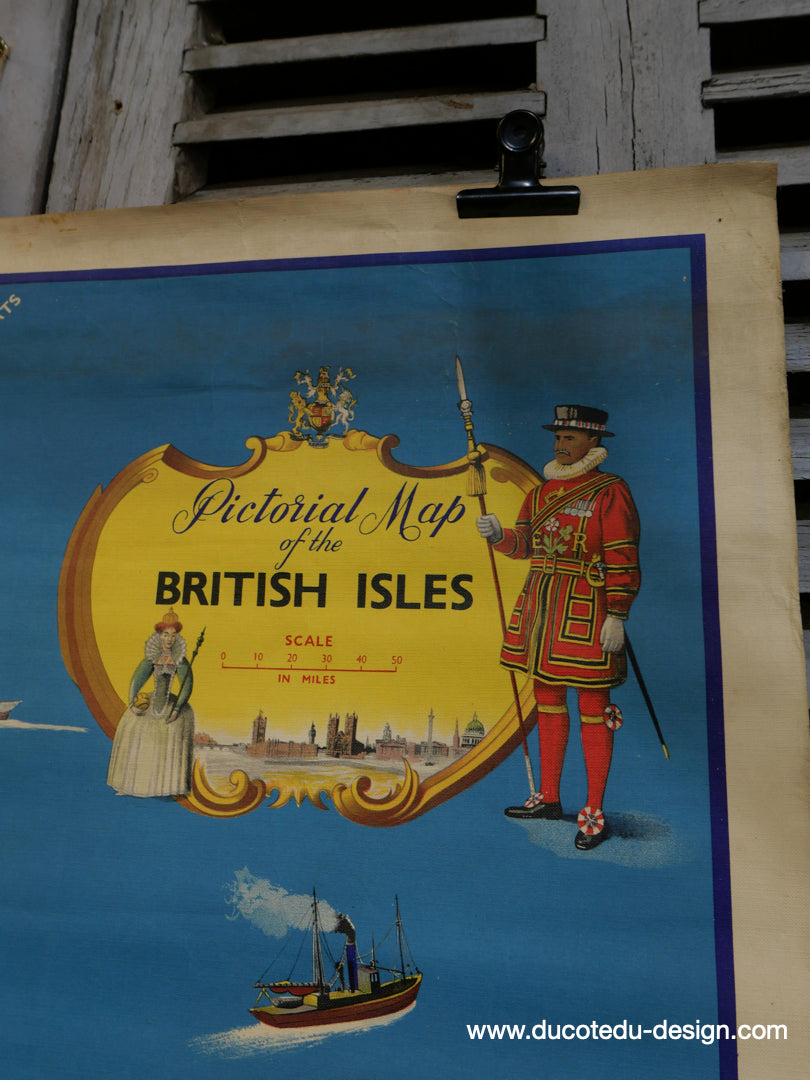 Pictorial Map
of the
BRITISH ISLES
SCALE
0 10 20 30 40 50
IN MILES
E R
www.ducotedu-design.com